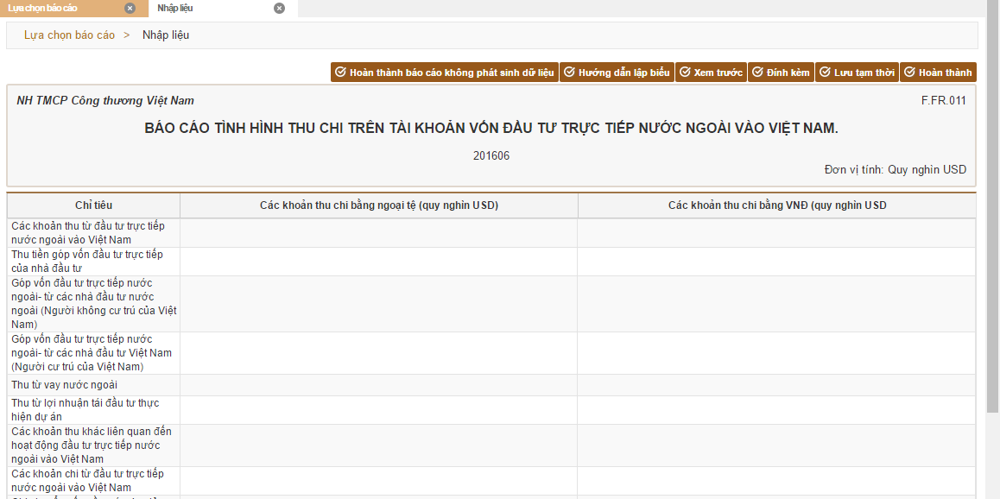 Lựa chọn báo cáo
Nhập liệu
Lựa chọn báo cáo > Nhập liệu
Hoàn thành báo cáo không phát sinh dữ liệu
Hướng dẫn lập biểu
Xem trước
Đính kèm
Lưu tạm thời
Hoàn thành
NH TMCP Công thương Việt Nam
F.FR.011
BÁO CÁO TÌNH HÌNH THU CHI TRÊN TÀI KHOẢN VỐN ĐẦU TƯ TRỰC TIẾP NƯỚC NGOÀI VÀO VIỆT NAM.
201606
Đơn vị tính: Quy nghìn USD
Chỉ tiêu
Các khoản thu chi bằng ngoại tệ (quy nghìn USD)
Các khoản thu chi bằng VNĐ (quy nghìn USD
Các khoản thu từ đầu tư trực tiếp
nước ngoài vào Việt Nam
Thu tiền góp vốn đầu tư trực tiếp
của nhà đầu tư
Góp vốn đầu tư trực tiếp nước
ngoài- từ các nhà đầu tư nước
ngoài (Người không cư trú của Việt
Nam)
Góp vốn đầu tư trực tiếp nước
ngoài- từ các nhà đầu tư Việt Nam
(Người cư trú của Việt Nam)
Thu từ vay nước ngoài
Thu từ lợi nhuận tái đầu tư thực
hiện dự án
Các khoản thu khác liên quan đến
hoạt động đầu tư trực tiếp nước
ngoài vào Việt Nam
Các khoản chi từ đầu tư trực tiếp
nước ngoài vào Việt Nam